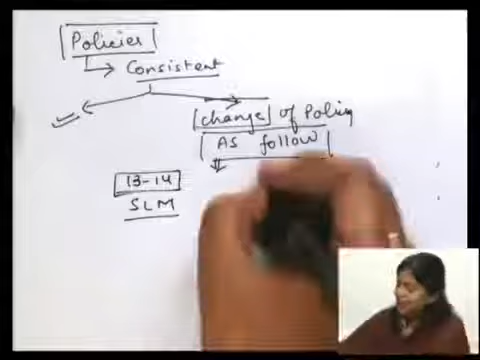 Policies
Consistent
change of Policy
AS follow
13-14
SLM